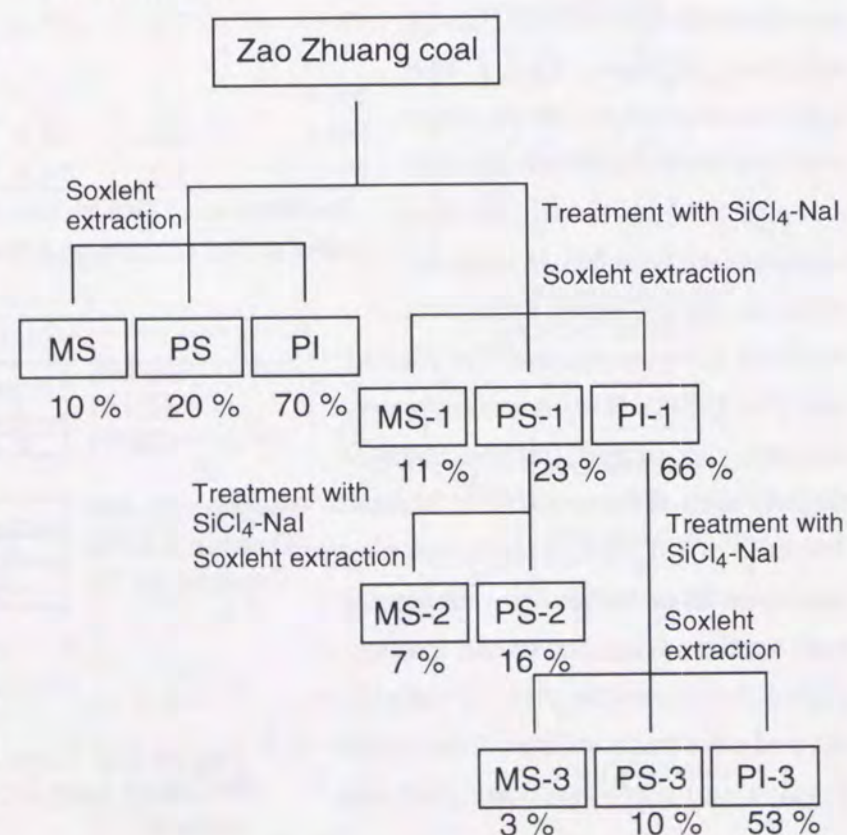 Zao Zhuang coal
Soxleht
extraction
Treatment with SiCl₄-NaI
Soxleht extraction
MS PS PI
10 % 20 % 70 %
MS-1 PS-1 PI-1
11 % 23 % 66 %
Treatment with
SiCl₄-NaI
Soxleht extraction
Treatment with
SiCl₄-NaI
MS-2 PS-2
7 % 16 %
Soxleht
extraction
MS-3 PS-3 PI-3
3 % 10 % 53 %